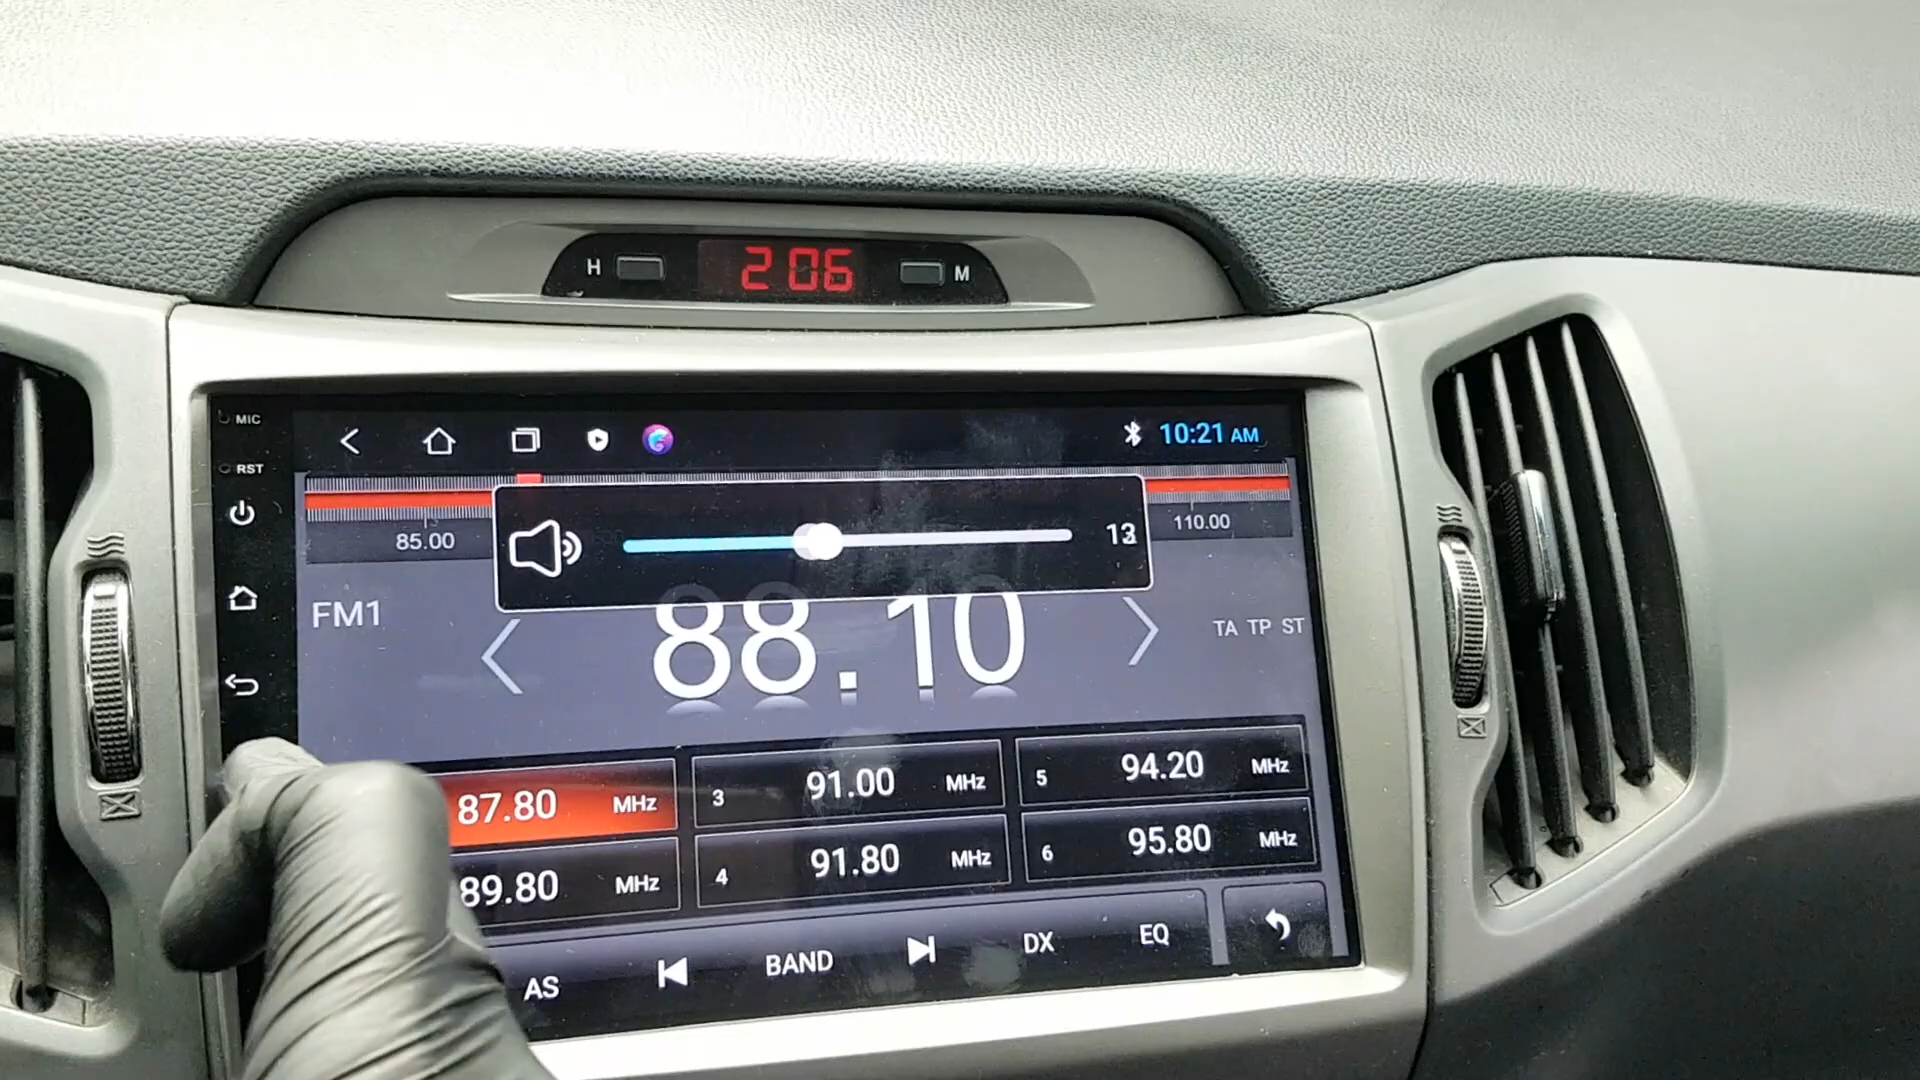 H 2 06 M
MIC
10:21 AM
RST
85.00 110.00
FM1
88.10
TA TP ST
87.80 MHz
3 91.00 MHz
5 94.20 MHz
89.80 MHz
4 91.80 MHz
6 95.80 MHz
AS BAND DX EQ